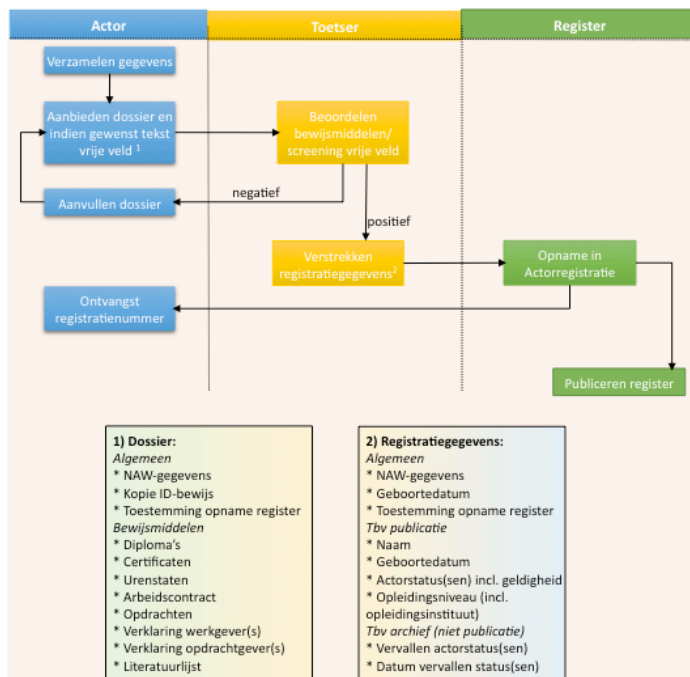 Actor
Toetser
Register
Verzamelen gegevens
Aanbieden dossier en
indien gewenst tekst
vrije veld 1
Beoordelen
bewijsmiddelen/
screening vrije veld
negatief
Aanvullen dossier
positief
Verstrekken
registratiegegevens2
Opname in
Actorregistratie
Ontvangst
registratienummer
Publiceren register
1) Dossier:
Algemeen
* NAW-gegevens
* Kopie ID-bewijs
* Toestemming opname register
Bewijsmiddelen
* Diploma's
* Certificaten
* Urenstaten
* Arbeidscontract
* Opdrachten
* Verklaring werkgever(s)
* Verklaring opdrachtgever(s)
* Literatuurlijst
2) Registratiegegevens:
Algemeen
* NAW-gegevens
* Geboortedatum
* Toestemming opname register
Tbv publicatie
* Naam
* Geboortedatum
* Actorstatus(sen) incl. geldigheid
* Opleidingsniveau (incl.
opleidingsinstituut)
Tbv archief (niet publicatie)
* Vervallen actorstatus(sen)
* Datum vervallen status(sen)